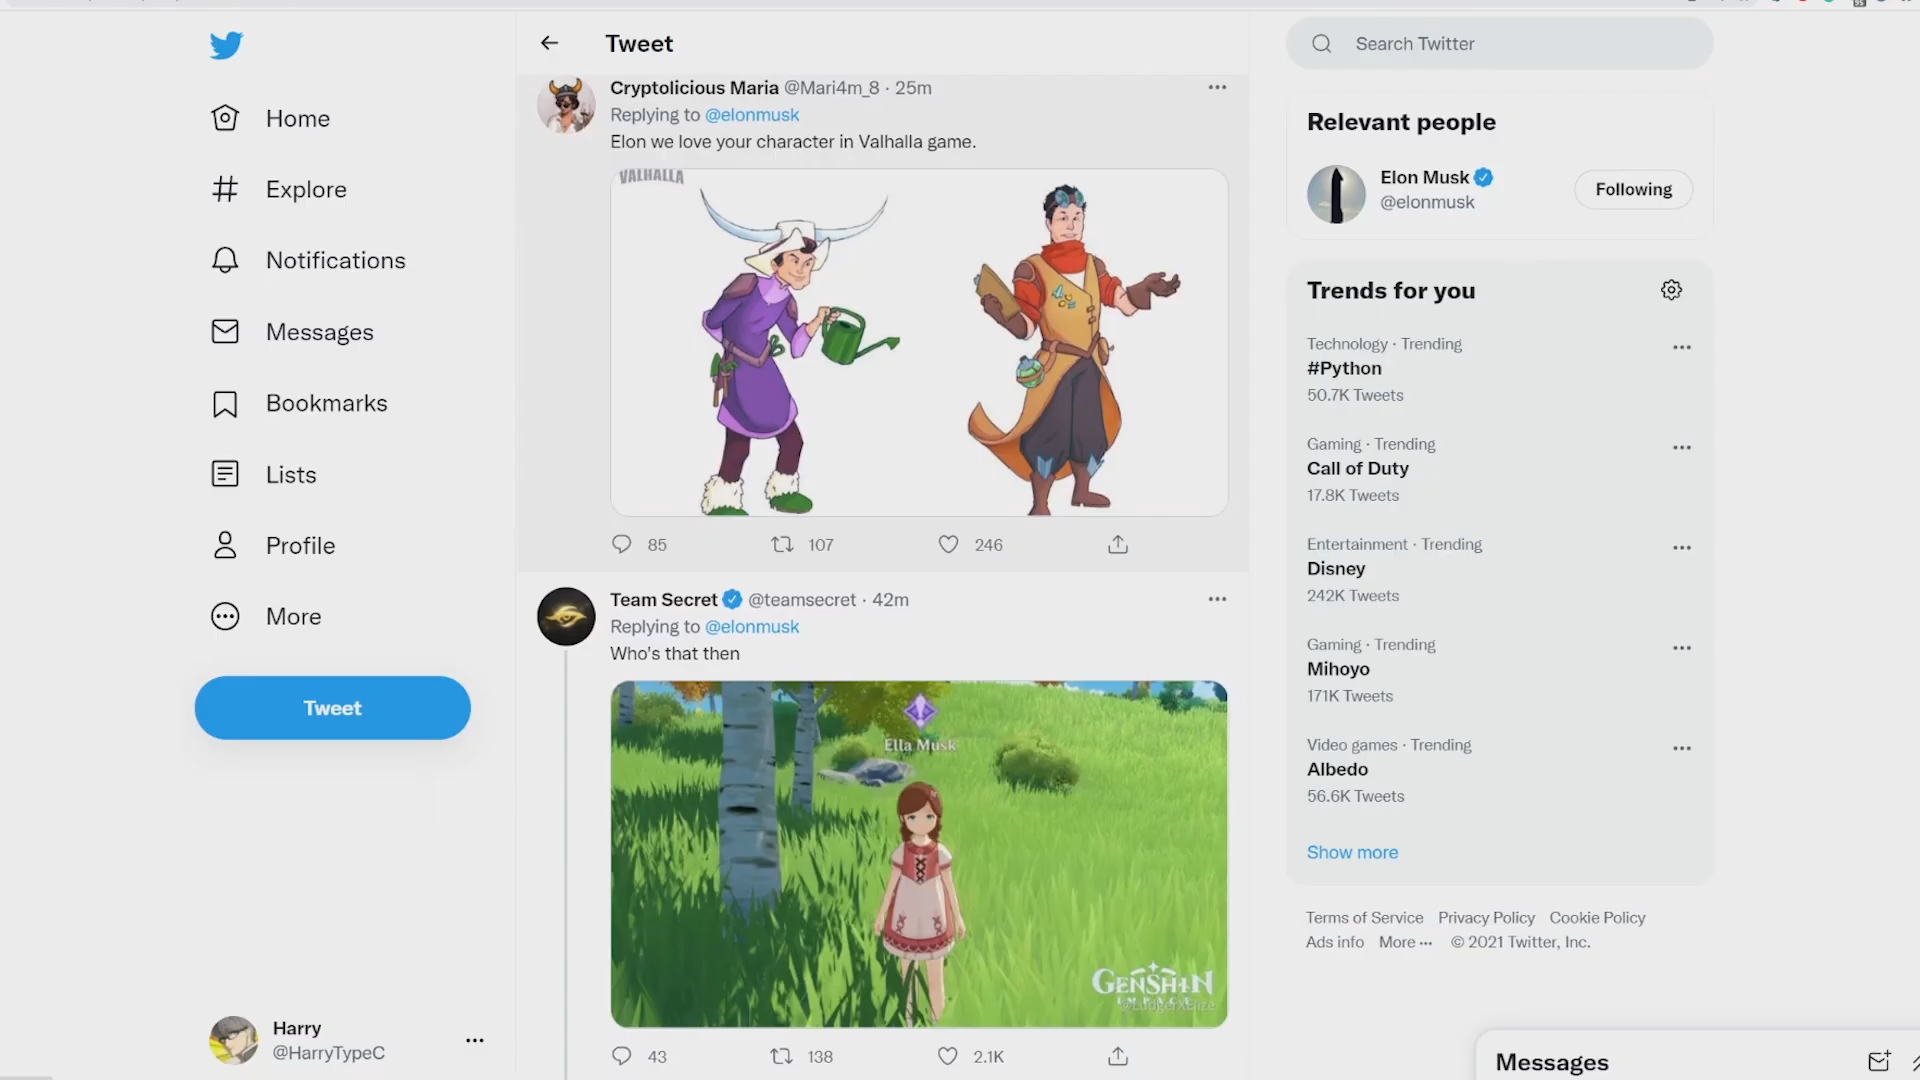 Home
Explore
Notifications
Messages
Bookmarks
Lists
Profile
More
Tweet
Harry
@HarryTypeC
Tweet
Cryptolicious Maria @Mari4m_8 · 25m
Replying to @elonmusk
Elon we love your character in Valhalla game.
VALHALLA
85 107 246
Team Secret @teamsecret · 42m
Replying to @elonmusk
Who's that then
Ella Musk
GENSHIN
IMPACT
43 138 2.1K
Search Twitter
Relevant people
Elon Musk
@elonmusk
Following
Trends for you
Technology · Trending
#Python
50.7K Tweets
Gaming · Trending
Call of Duty
17.8K Tweets
Entertainment · Trending
Disney
242K Tweets
Gaming · Trending
Mihoyo
171K Tweets
Video games · Trending
Albedo
56.6K Tweets
Show more
Terms of Service Privacy Policy Cookie Policy
Ads info More ··· © 2021 Twitter, Inc.
Messages